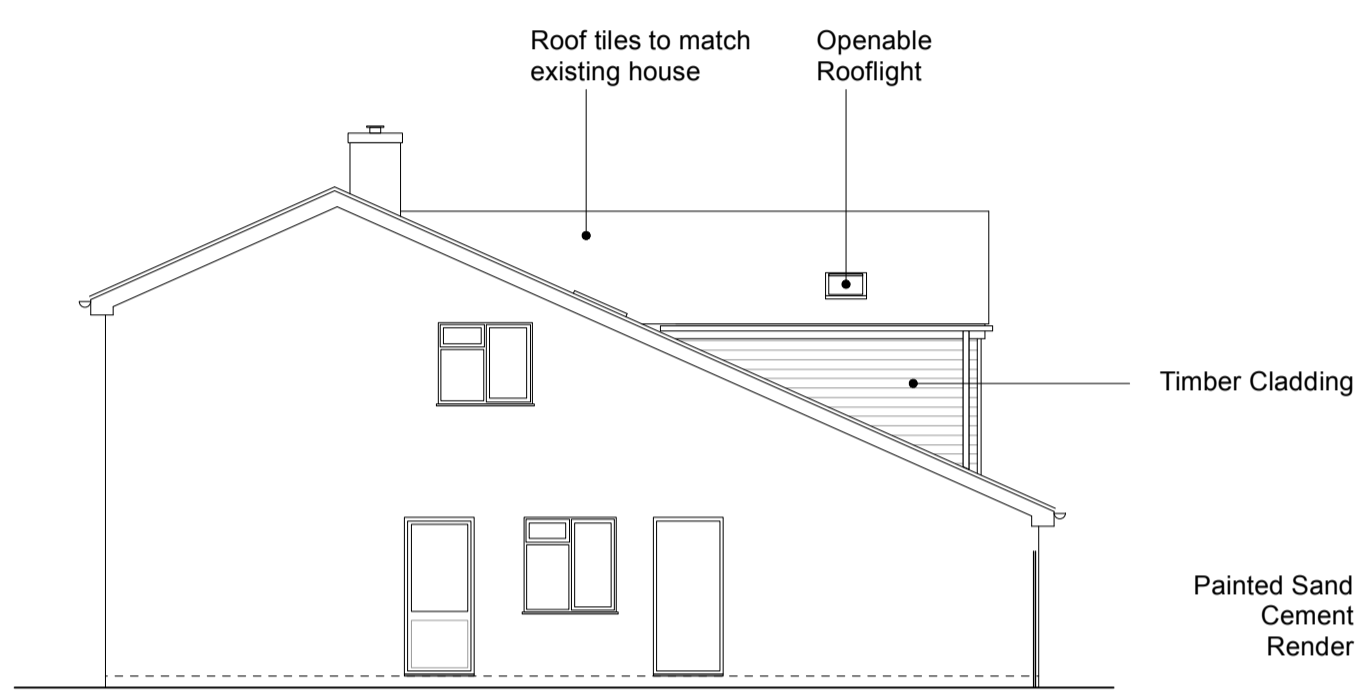 Roof tiles to match
existing house
Openable
Rooflight
Timber Cladding
Painted Sand
Cement
Render